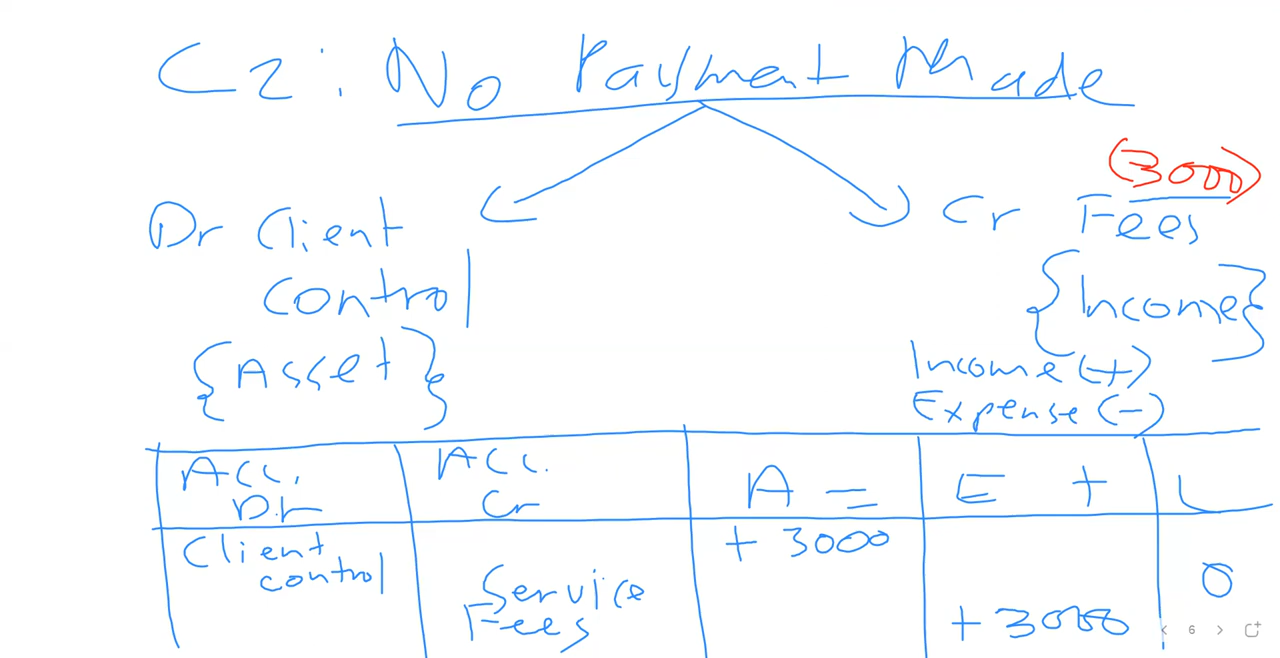 C2: No Payment Made
(3000)
Dr Client
Control
{Asset}
Cr Fees
{Income}
Income (+)
Expense (-)
Acc. Dr
Acc. Cr
A =
E +
L
Client control
+ 3000
0
Service Fees
+ 3000
< 6 >